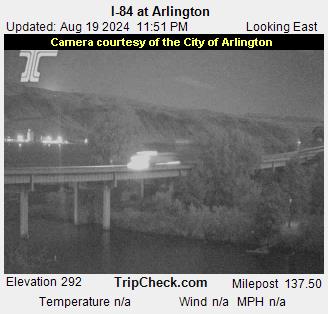 I-84 at Arlington
Updated: Aug 19 2024 11:51 PM Looking East
Camera courtesy of the City of Arlington
Elevation 292 TripCheck.com Milepost 137.50
Temperature n/a Wind n/a MPH n/a